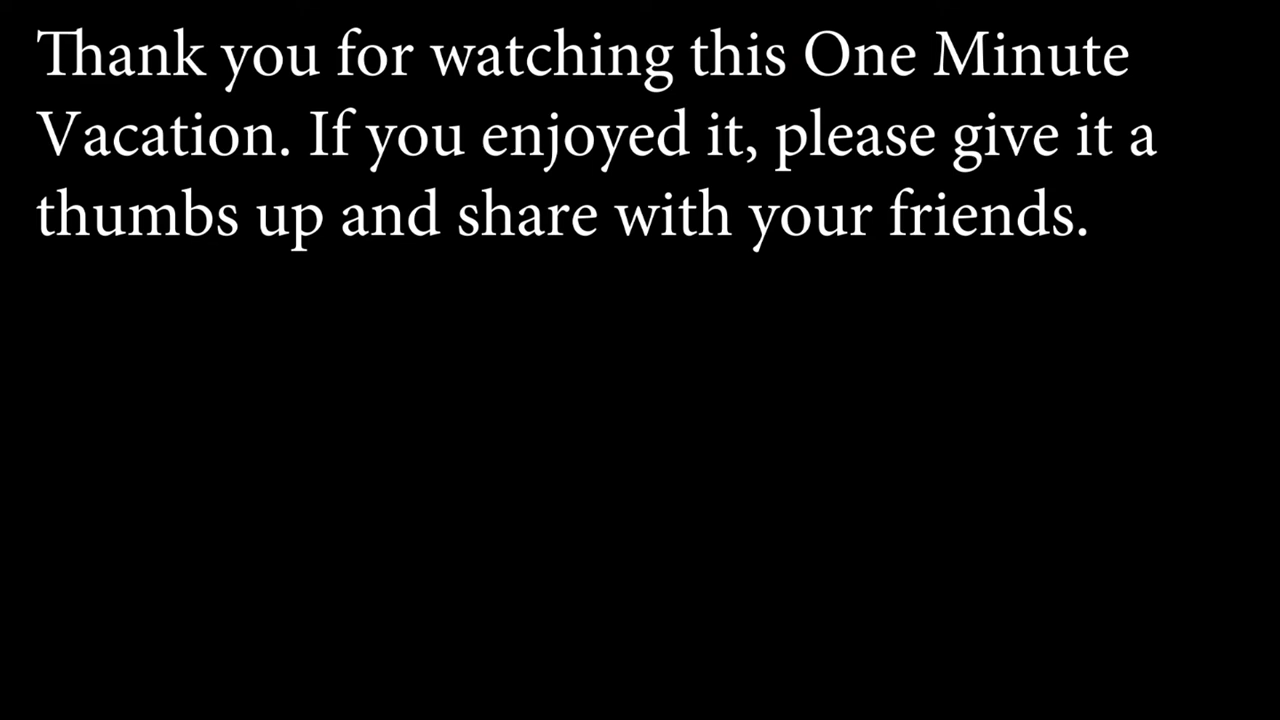 Thank you for watching this One Minute
Vacation. If you enjoyed it, please give it a
thumbs up and share with your friends.